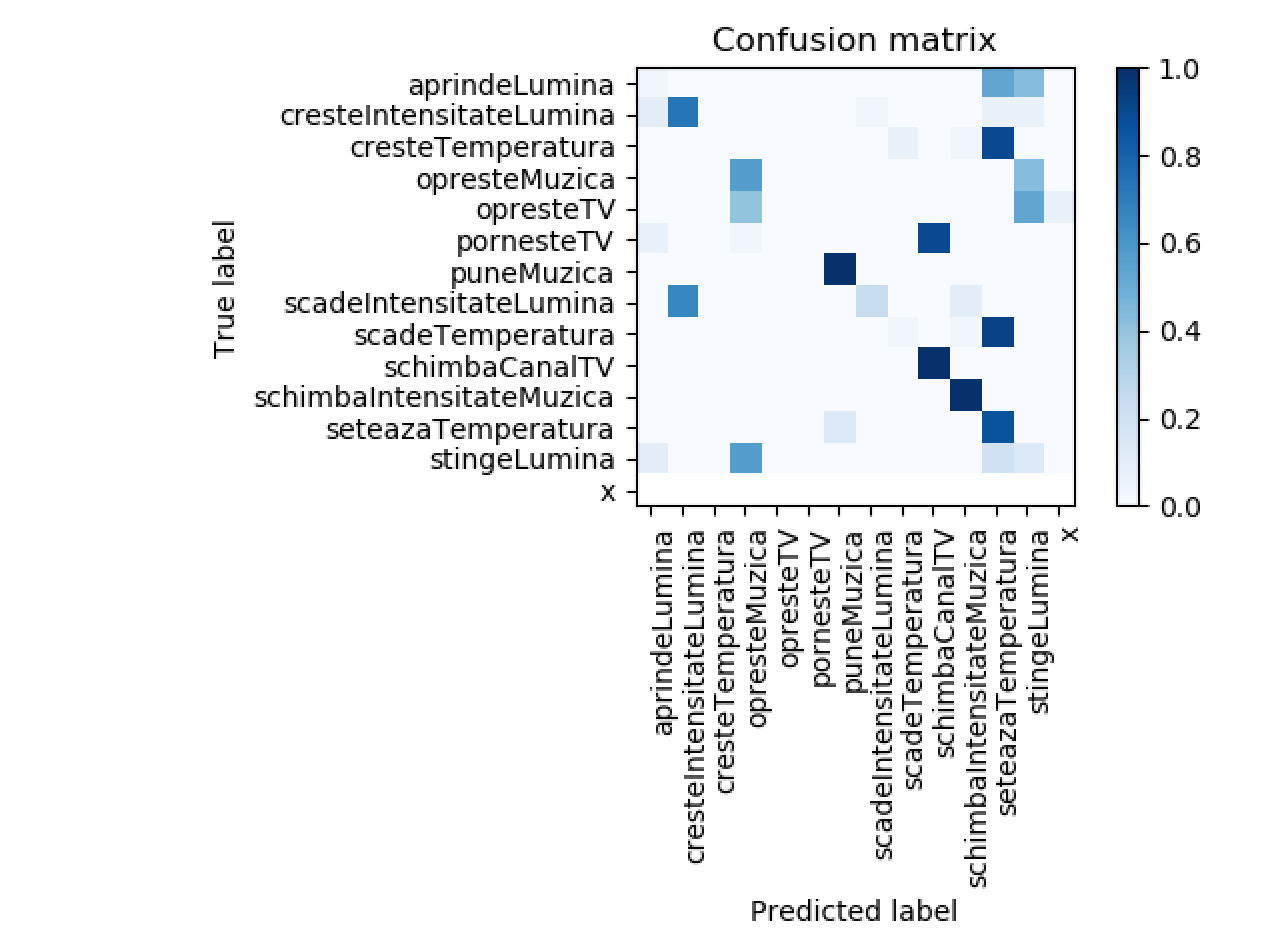 Confusion matrix
True label
aprindeLumina
cresteIntensitateLumina
cresteTemperatura
opresteMuzica
opresteTV
pornesteTV
puneMuzica
scadeIntensitateLumina
scadeTemperatura
schimbaCanalTV
schimbaIntensitateMuzica
seteazaTemperatura
stingeLumina
x
1.0
0.8
0.6
0.4
0.2
0.0
aprindeLumina
cresteIntensitateLumina
cresteTemperatura
opresteMuzica
opresteTV
pornesteTV
puneMuzica
scadeIntensitateLumina
scadeTemperatura
schimbaCanalTV
schimbaIntensitateMuzica
seteazaTemperatura
stingeLumina
x
Predicted label